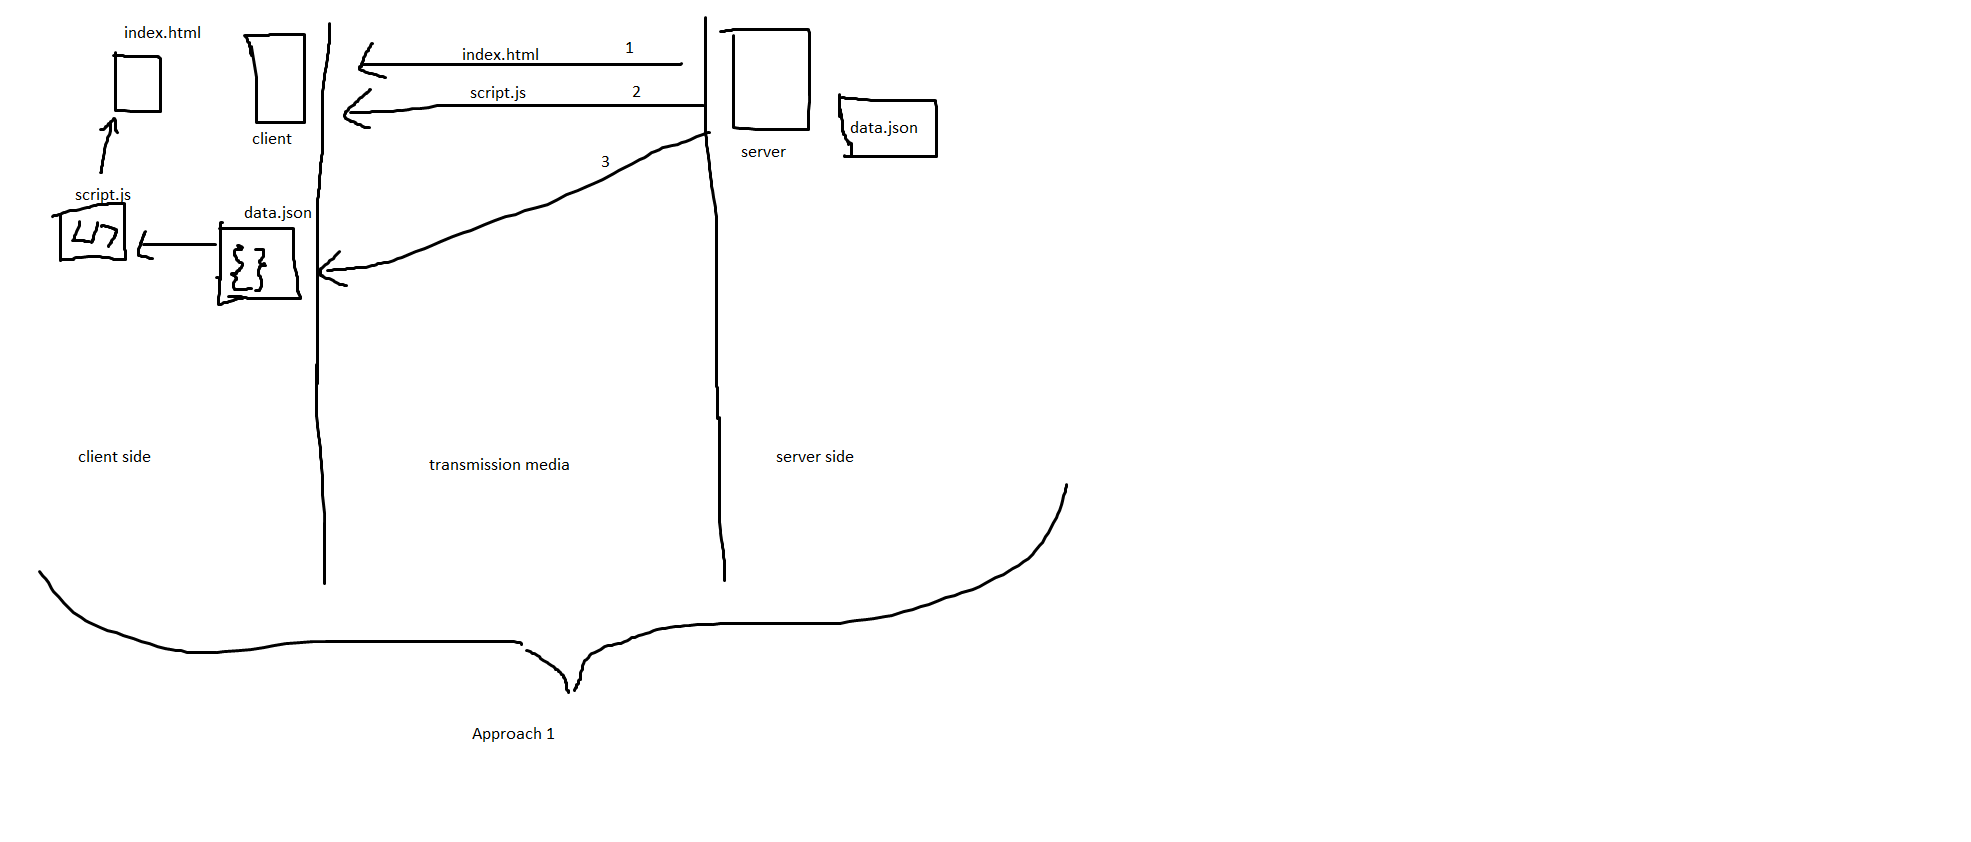 index.html
index.html
1
script.js
2
data.json
client
server
3
script.js
data.json
{}
client side
transmission media
server side
Approach 1